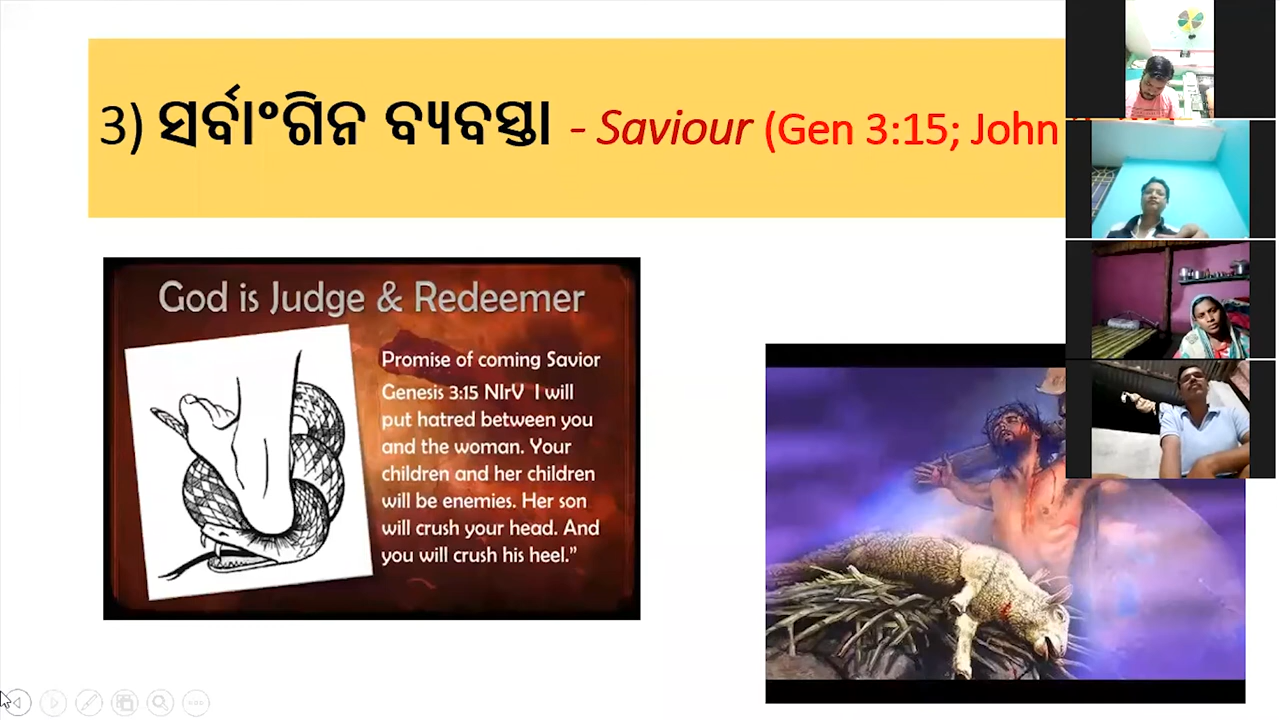 3) ସର୍ବାଂଗିନ ବ୍ୟବସ୍ତା - Saviour (Gen 3:15; John
God is Judge & Redeemer
Promise of coming Savior
Genesis 3:15 NIrV I will
put hatred between you
and the woman. Your
children and her children
will be enemies. Her son
will crush your head. And
you will crush his heel.”